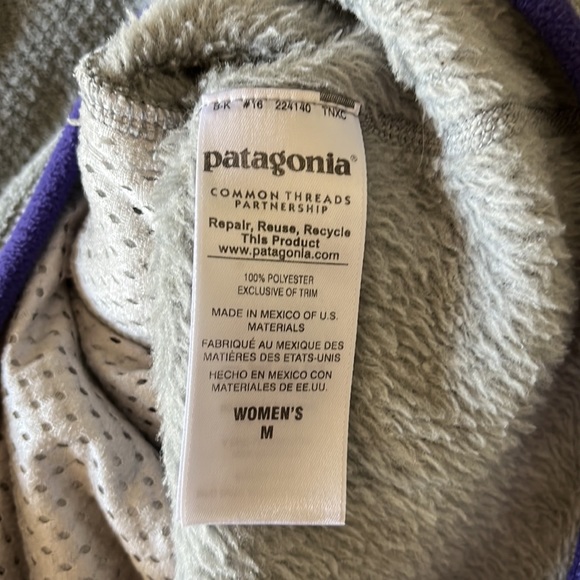 B-K #16 224140 TNXC
patagonia®
COMMON THREADS
PARTNERSHIP
Repair, Reuse, Recycle
This Product
www.patagonia.com
100% POLYESTER
EXCLUSIVE OF TRIM
MADE IN MEXICO OF U.S.
MATERIALS
FABRIQUÉ AU MEXIQUE DES
MATIÈRES DES ETATS-UNIS
HECHO EN MEXICO CON
MATERIALES DE EE.UU.
WOMEN'S
M